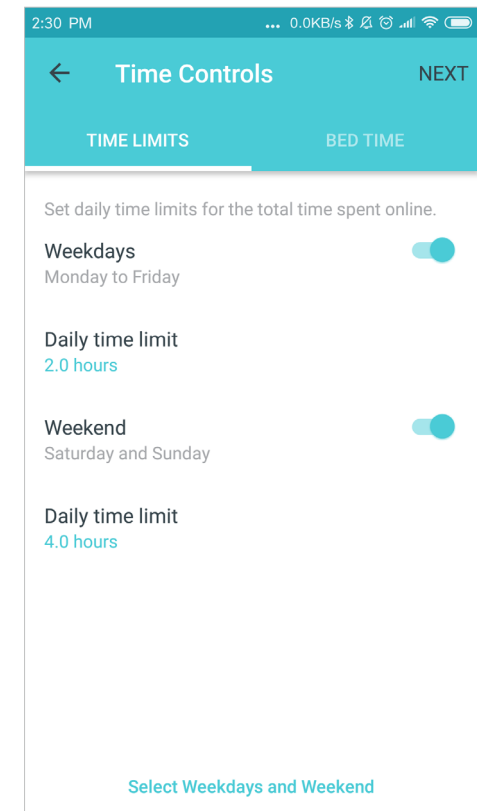 2:30 PM ... 0.0KB/s
Time Controls NEXT
TIME LIMITS BED TIME
Set daily time limits for the total time spent online.
Weekdays
Monday to Friday
Daily time limit
2.0 hours
Weekend
Saturday and Sunday
Daily time limit
4.0 hours
Select Weekdays and Weekend